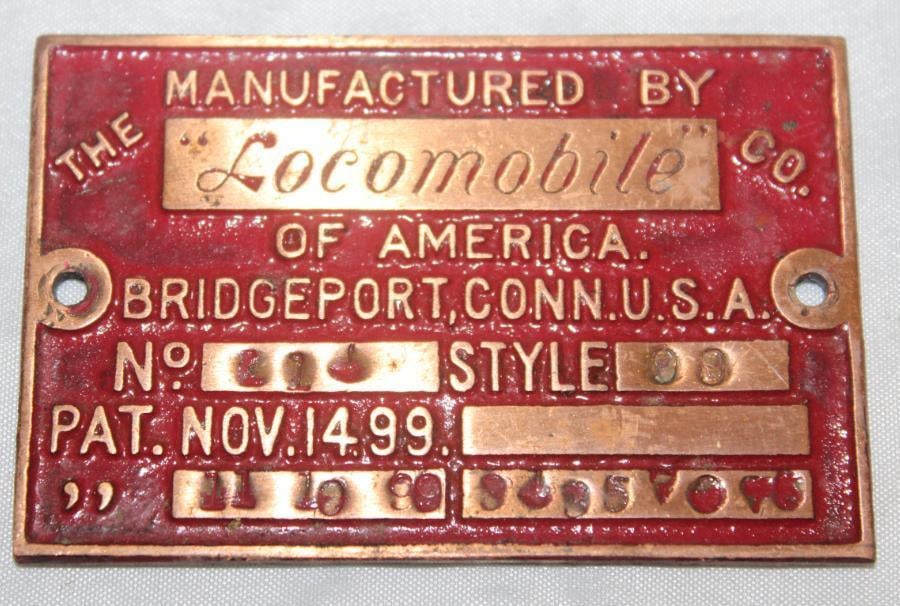 MANUFACTURED BY
THE "Locomobile" CO.
OF AMERICA.
BRIDGEPORT, CONN. U.S.A.
No. STYLE
PAT. NOV. 14.99.
,,